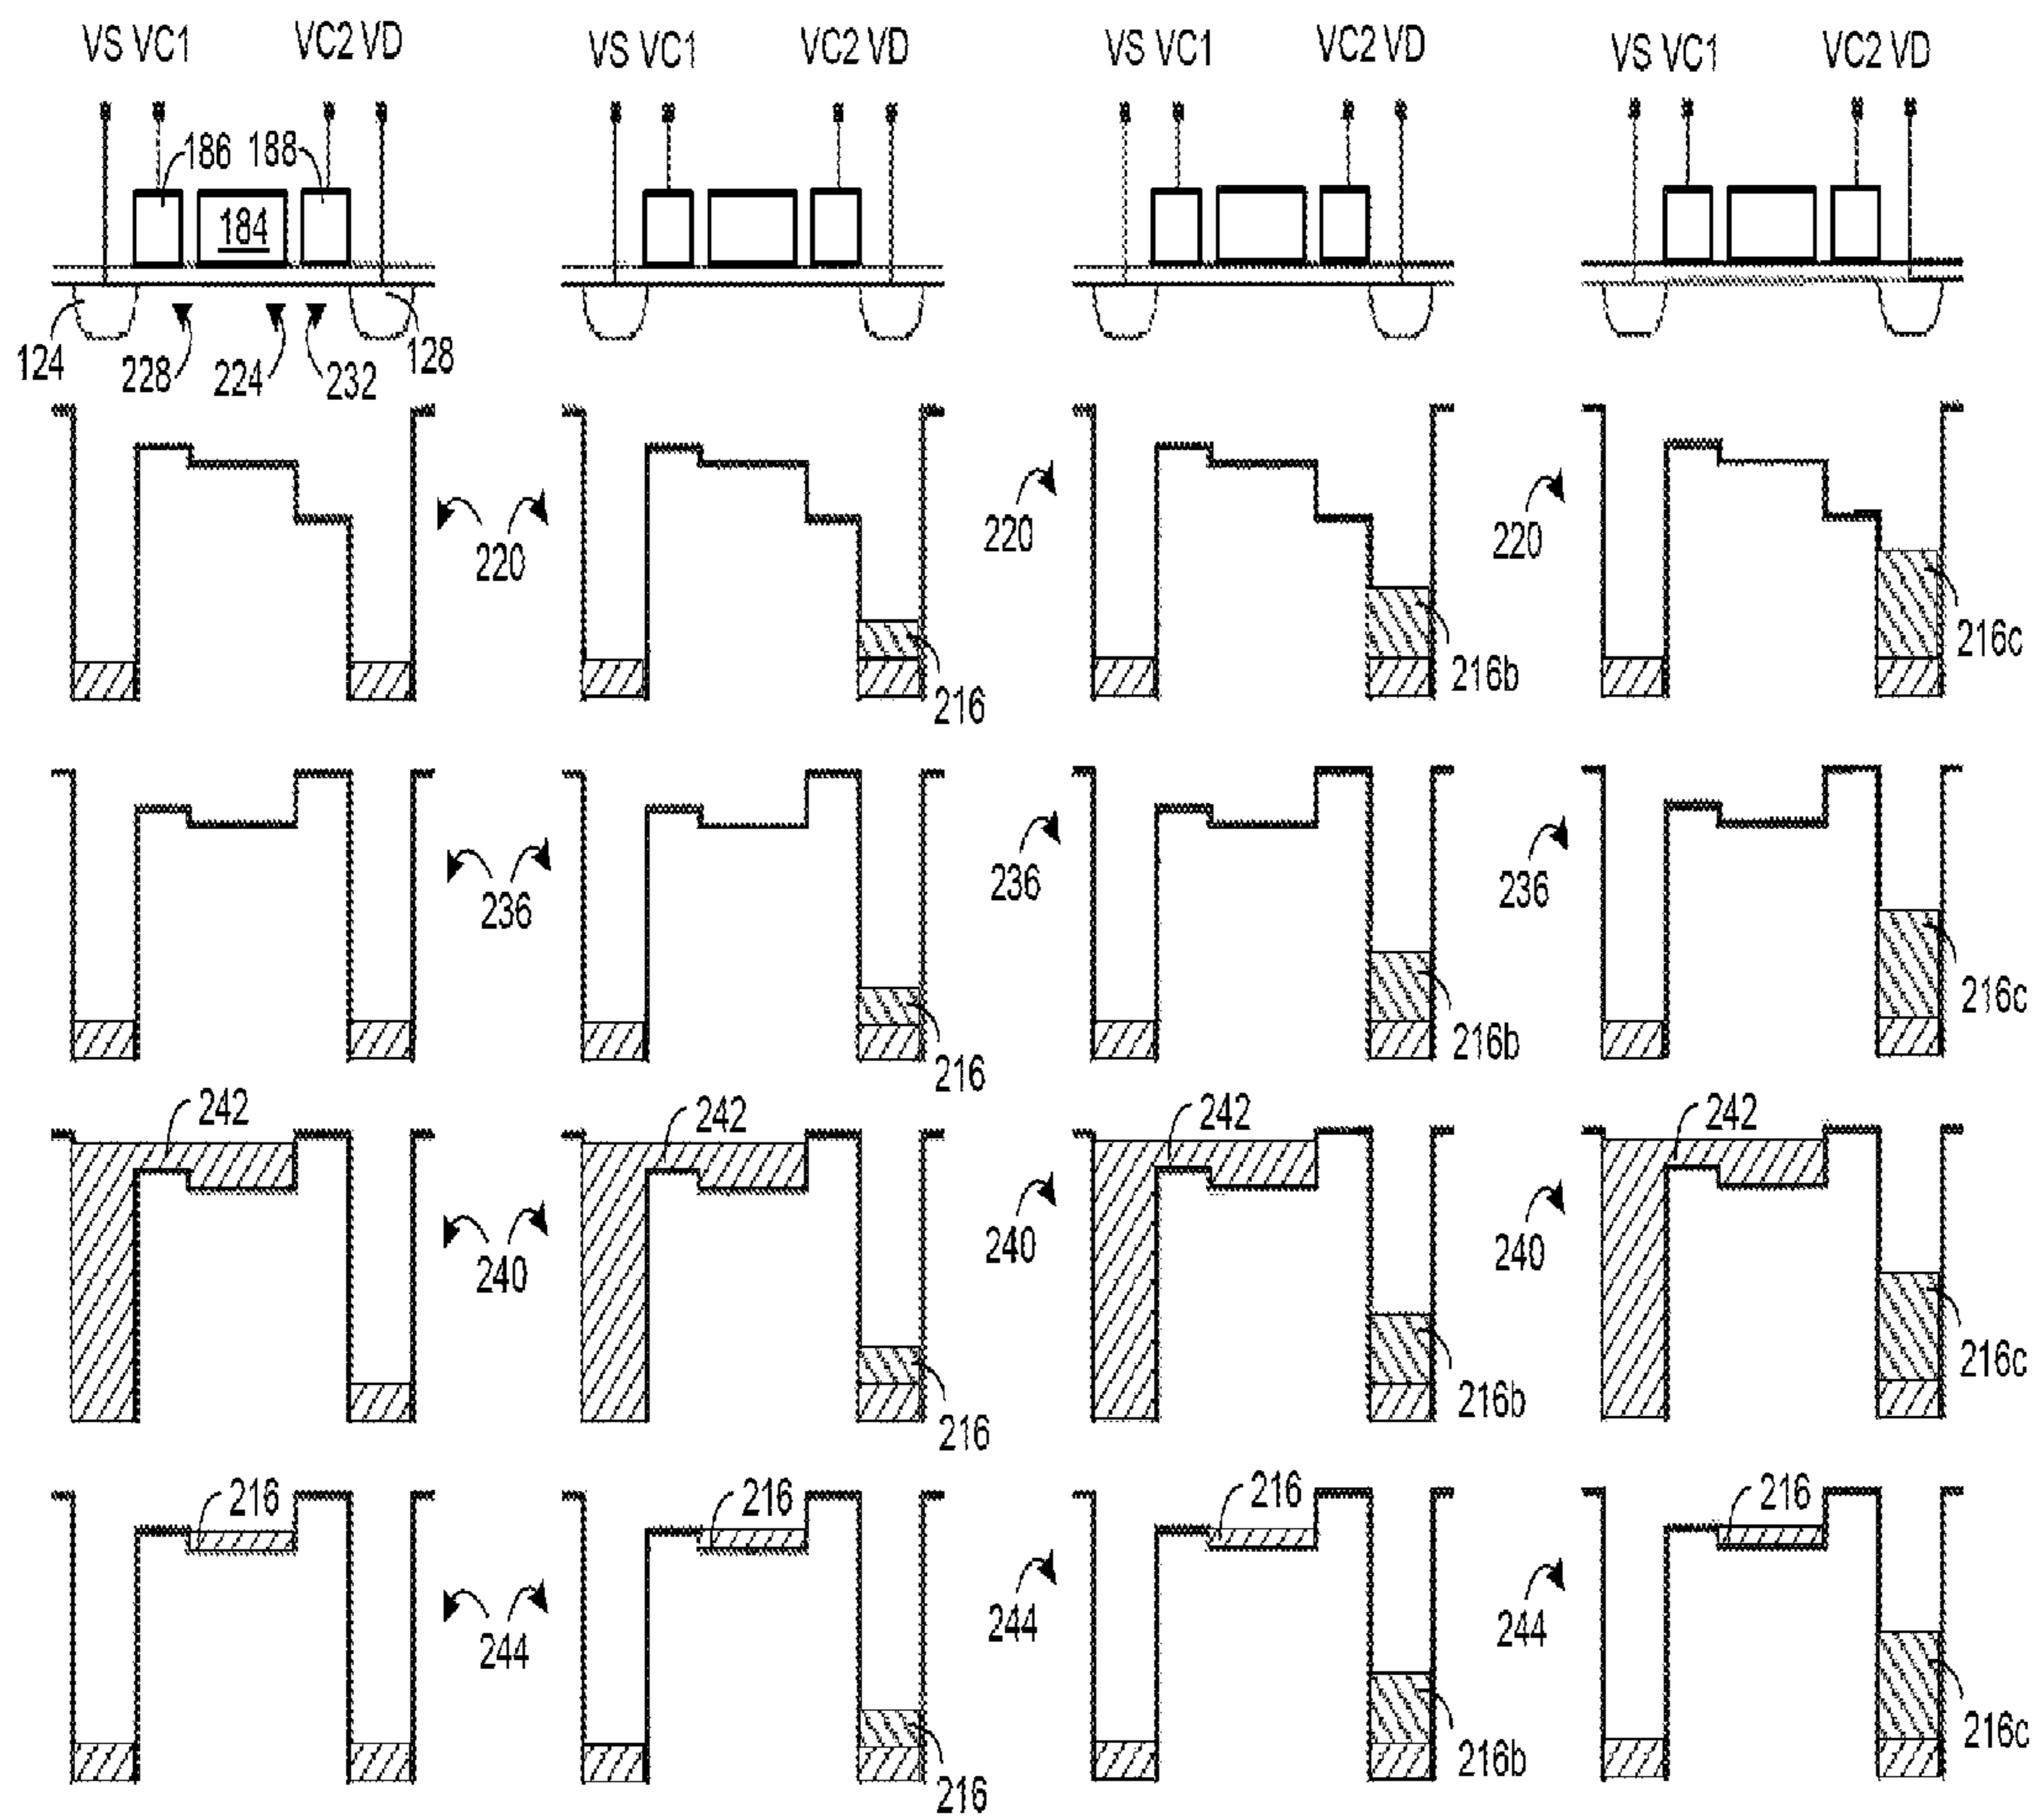 VS VC1 VC2 VD VS VC1 VC2 VD VS VC1 VC2 VD VS VC1 VC2 VD
186 188
184
124 228 224 232 128
220 220 220
216 216b 216c
236 236 236
216 216b 216c
242 242 242 242
240 240 240
216 216b 216c
216 216 216 216
244 244 244
216 216b 216c